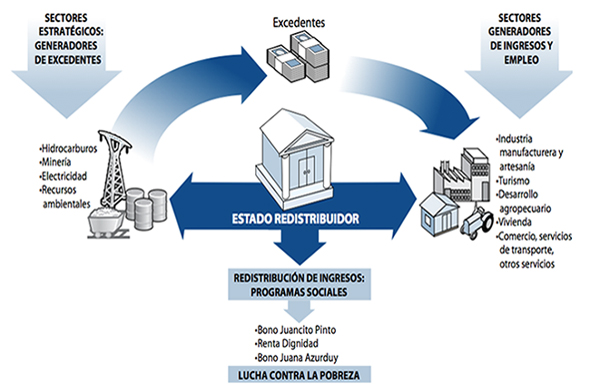 SECTORES
ESTRATÉGICOS:
GENERADORES
DE EXCEDENTES
Excedentes
SECTORES
GENERADORES
DE INGRESOS Y
EMPLEO
•Hidrocarburos
•Minería
•Electricidad
•Recursos
ambientales
•Industria
manufacturera y
artesanía
•Turismo
•Desarrollo
agropecuario
•Vivienda
•Comercio, servicios
de transporte,
otros servicios
ESTADO REDISTRIBUIDOR
REDISTRIBUCIÓN DE INGRESOS:
PROGRAMAS SOCIALES
•Bono Juancito Pinto
•Renta Dignidad
•Bono Juana Azurduy
LUCHA CONTRA LA POBREZA